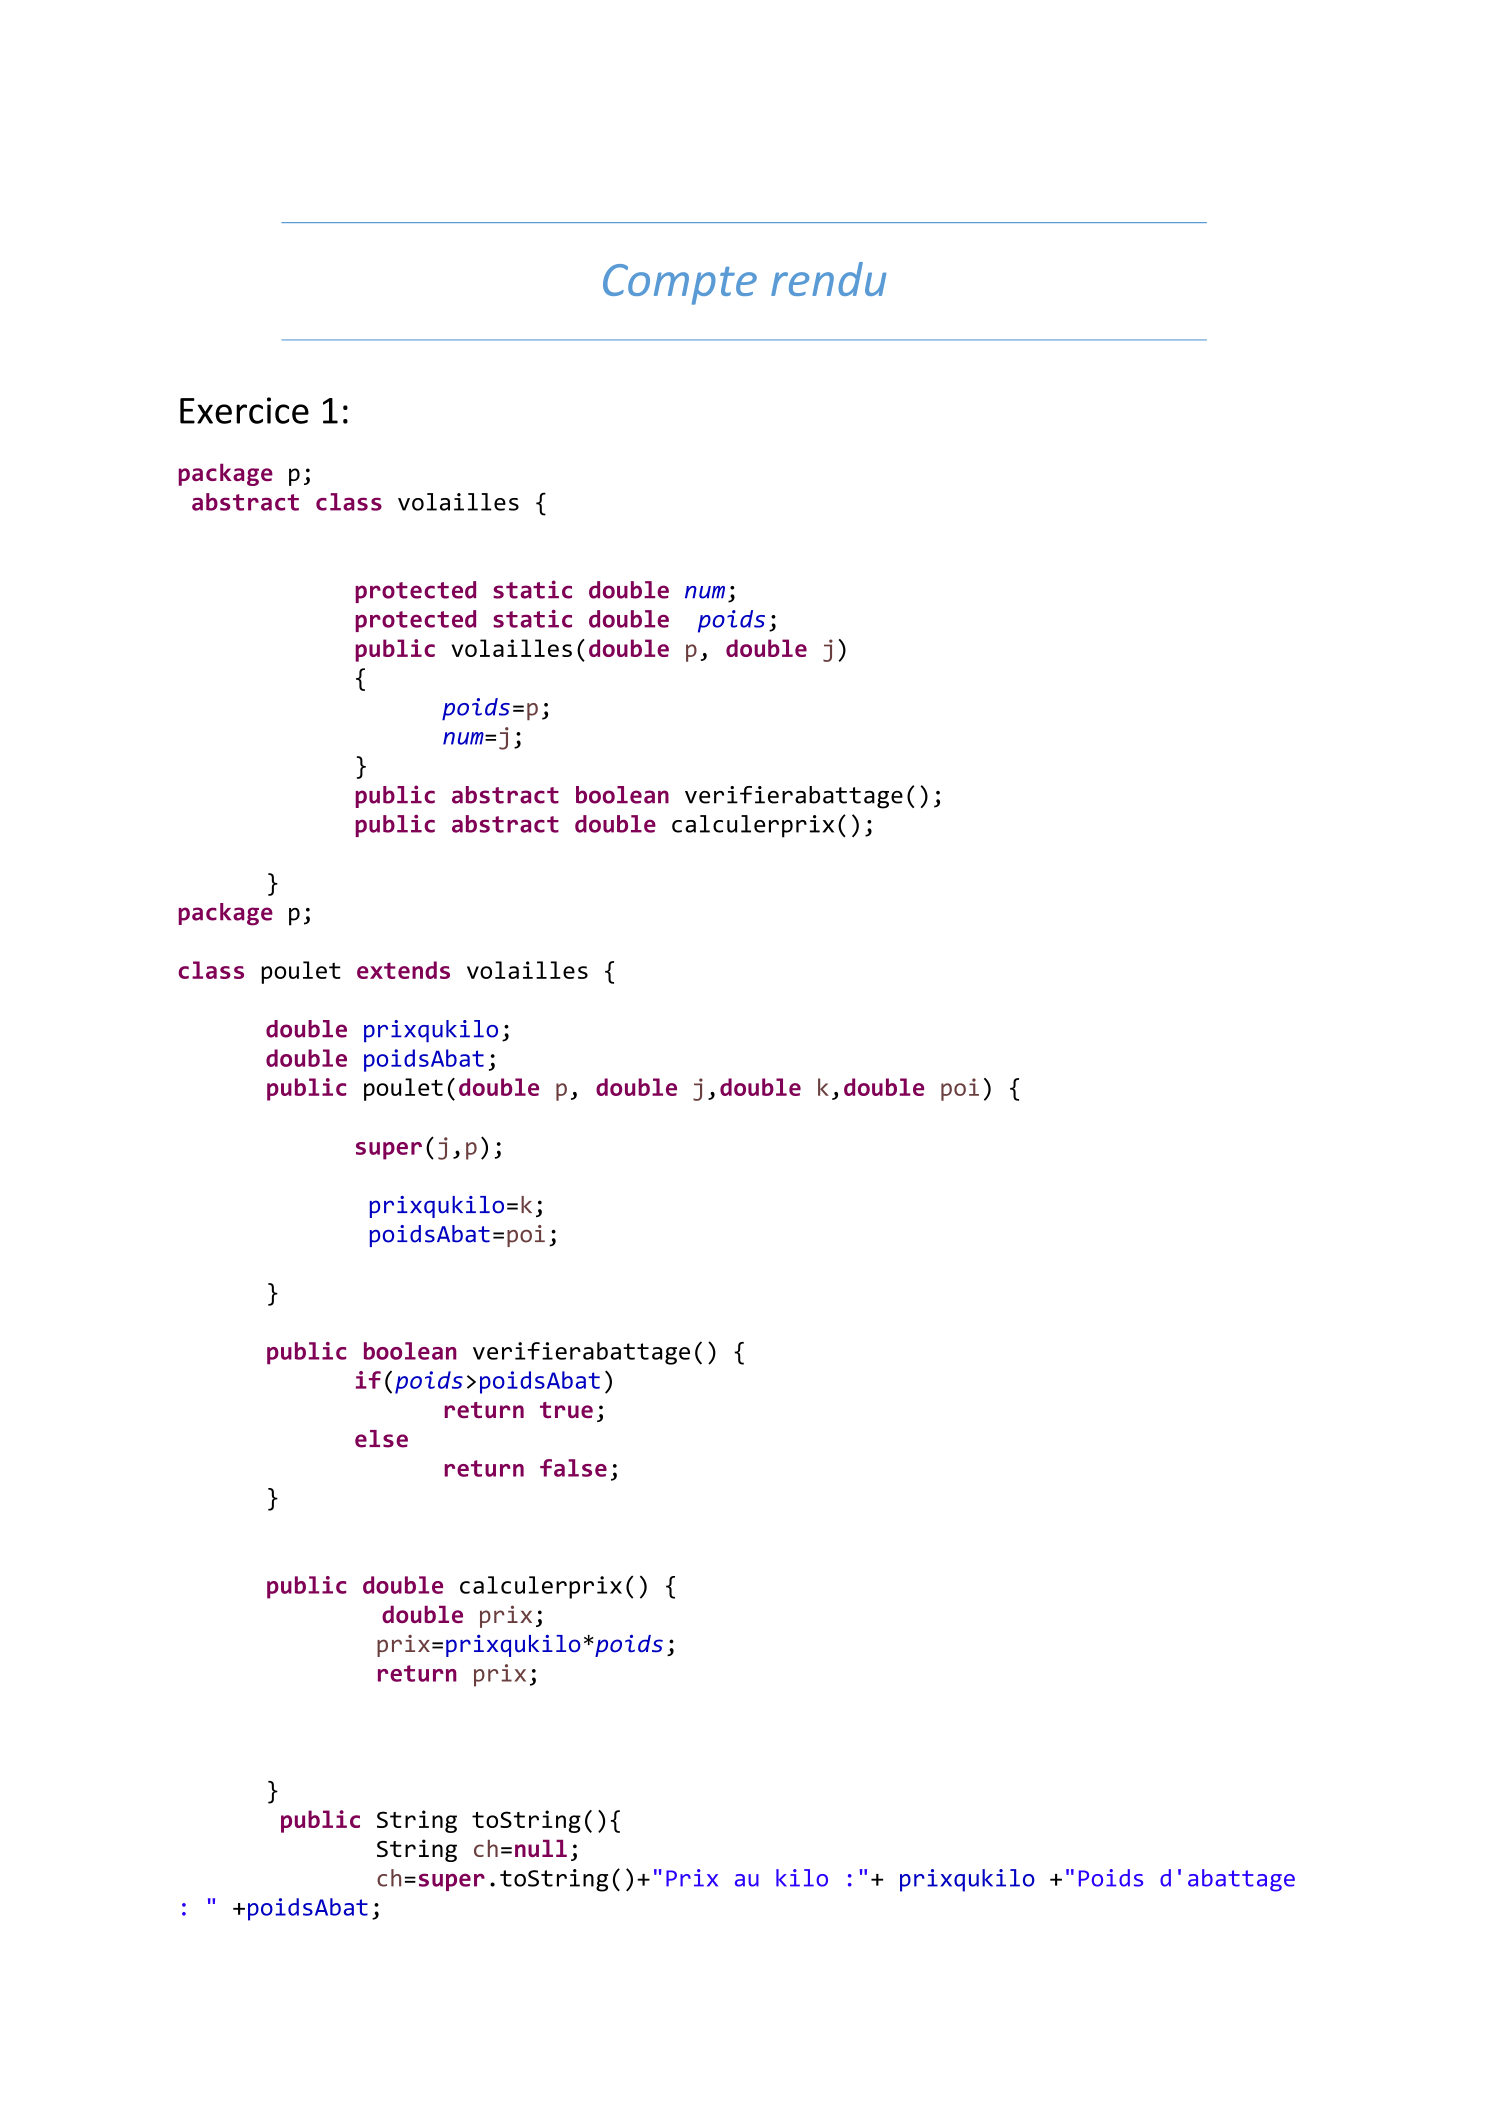 Compte rendu
Exercice 1:
package p;
abstract class volailles {
protected static double num;
protected static double  poids;
public volailles(double p, double j)
{
poids=p;
num=j;
}
public abstract boolean verifierabattage();
public abstract double calculerprix();
}
package p;
class poulet extends volailles {
double prixqukilo;
double poidsAbat;
public poulet(double p, double j,double k,double poi) {
super(j,p);
prixqukilo=k;
poidsAbat=poi;
}
public boolean verifierabattage() {
if(poids>poidsAbat)
return true;
else
return false;
}
public double calculerprix() {
double prix;
prix=prixqukilo*poids;
return prix;
}
public String toString(){
String ch=null;
ch=super.toString()+"Prix au kilo :"+ prixqukilo +"Poids d'abattage
: " +poidsAbat;